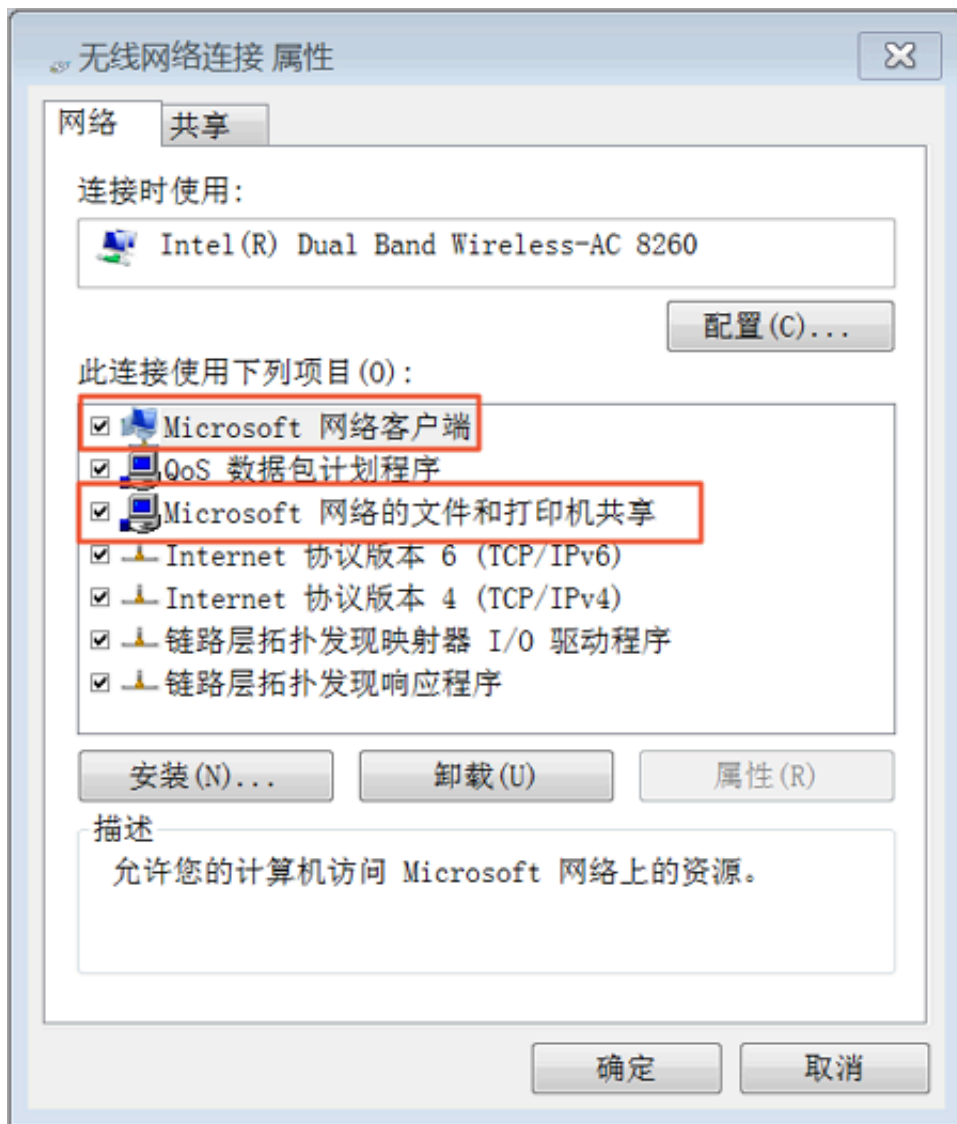 无线网络连接 属性
网络
共享
连接时使用:
Intel(R) Dual Band Wireless-AC 8260
配置(C)...
此连接使用下列项目(O):
Microsoft 网络客户端
QoS 数据包计划程序
Microsoft 网络的文件和打印机共享
Internet 协议版本 6 (TCP/IPv6)
Internet 协议版本 4 (TCP/IPv4)
链路层拓扑发现映射器 I/O 驱动程序
链路层拓扑发现响应程序
安装(N)...
卸载(U)
属性(R)
描述
允许您的计算机访问 Microsoft 网络上的资源。
确定
取消